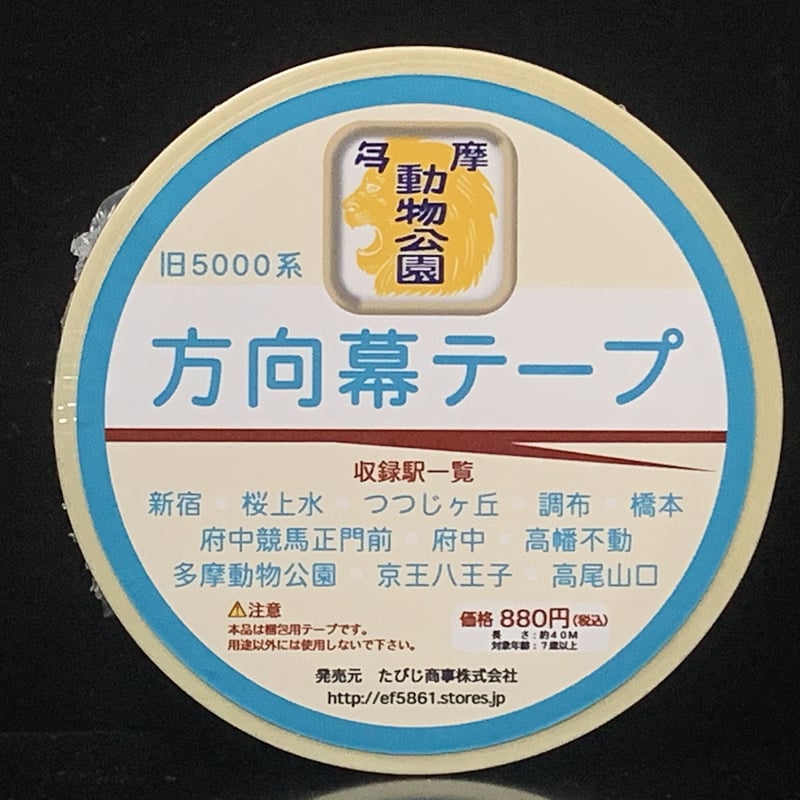 多摩
動物公園
旧5000系
方向幕テープ
収録駅一覧
新宿 桜上水 つつじヶ丘 調布 橋本
府中競馬正門前 府中 高幡不動
多摩動物公園 京王八王子 高尾山口
⚠注意
本品は梱包用テープです。
用途以外には使用しないで下さい。
価格 880円(税込)
長さ:約40M
対象年齢:7歳以上
発売元 たびじ商事株式会社
http://ef5861.stores.jp